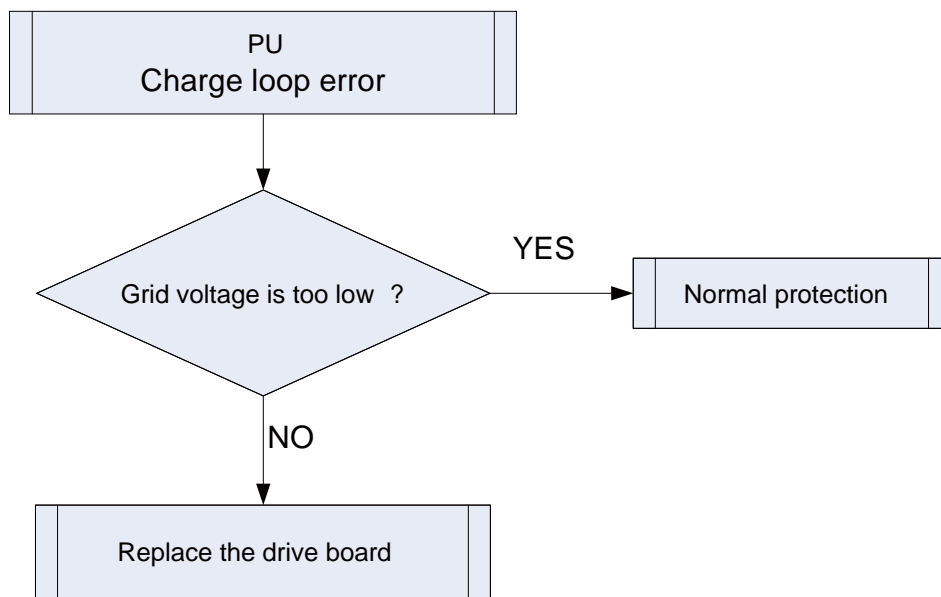 PU
Charge loop error
YES
Grid voltage is too low ?
Normal protection
NO
Replace the drive board